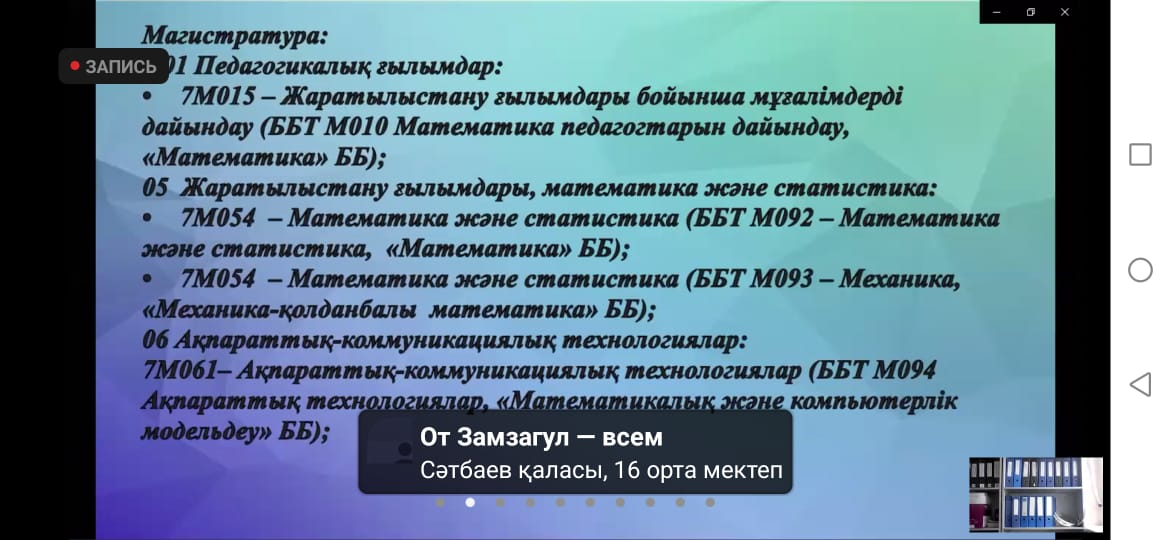 Магистратура:
ЗАПИСЬ
01 Педагогикалық ғылымдар:
• 7М015 – Жаратылыстану ғылымдары бойынша мұғалімдерді
дайындау (ББТ М010 Математика педагогтарын дайындау,
«Математика» ББ);
05 Жаратылыстану ғылымдары, математика және статистика:
• 7М054 – Математика және статистика (ББТ М092 – Математика
және статистика, «Математика» ББ);
• 7М054 – Математика және статистика (ББТ М093 – Механика,
«Механика-қолданбалы математика» ББ);
06 Ақпараттық-коммуникациялық технологиялар:
7М061– Ақпараттық-коммуникациялық технологиялар (ББТ М094
Ақпараттық технологиялар, «Математикалық және компьютерлік
модельдеу» ББ);
От Замзагул — всем
Сәтбаев қаласы, 16 орта мектеп